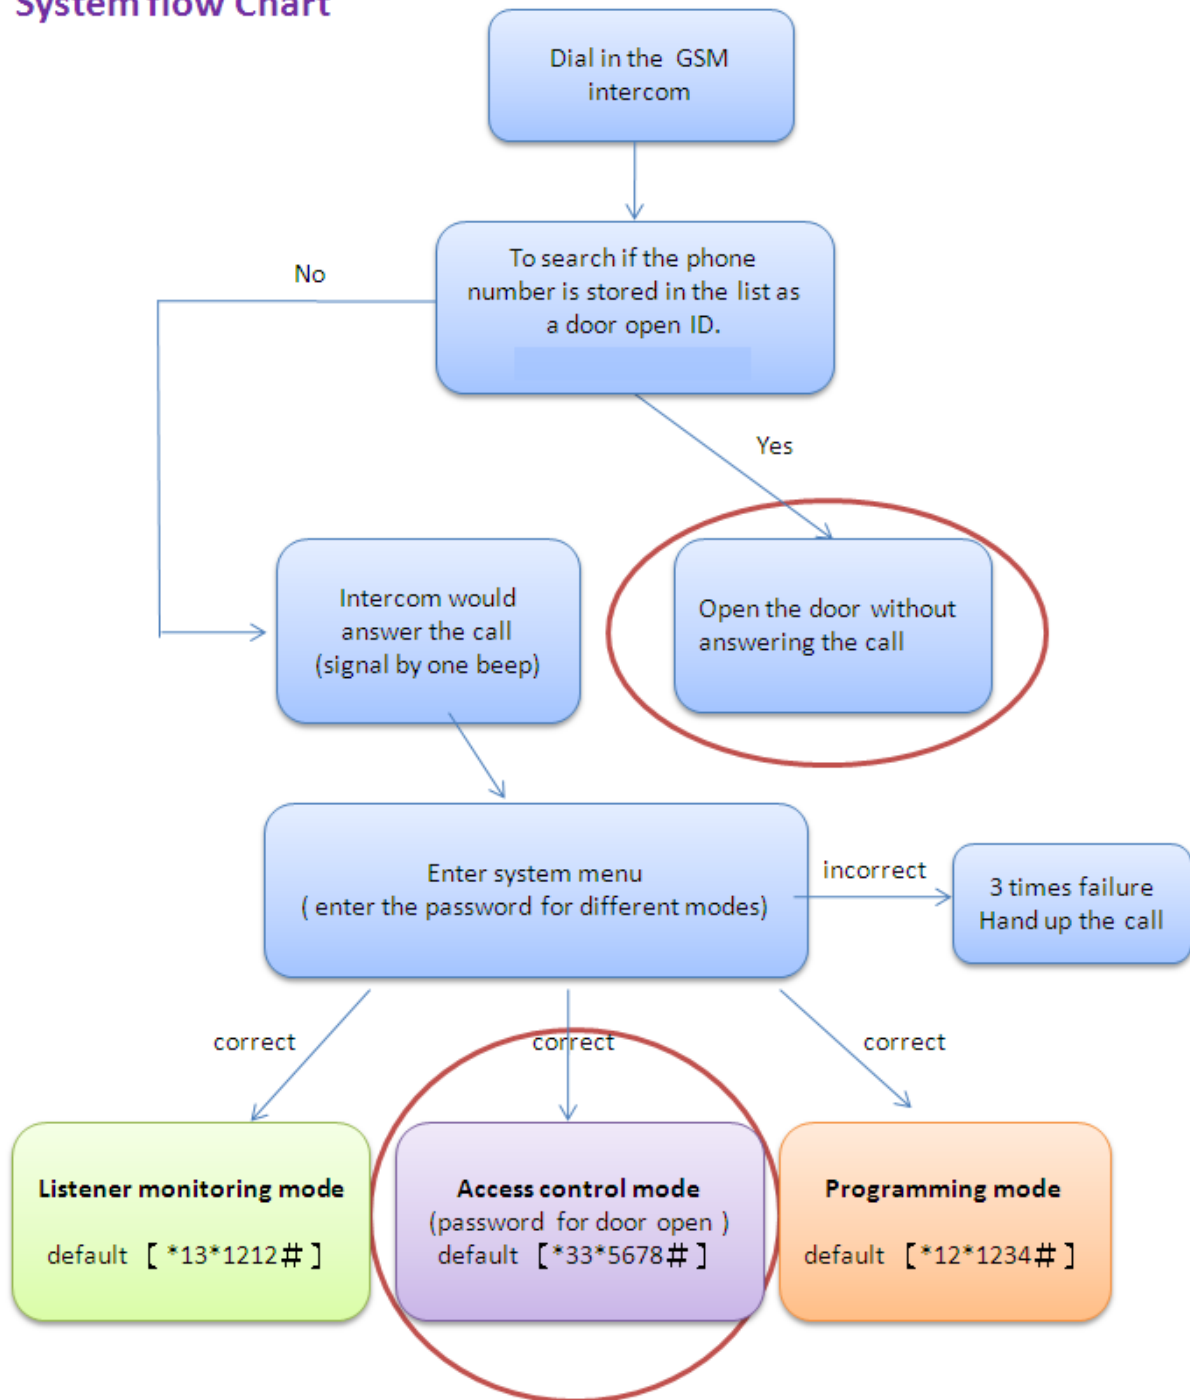 System flow Chart
Dial in the GSM
intercom
To search if the phone
number is stored in the list as
a door open ID.
No
Yes
Intercom would
answer the call
(signal by one beep)
Open the door without
answering the call
Enter system menu
( enter the password for different modes)
incorrect
3 times failure
Hand up the call
correct
correct
correct
Listener monitoring mode
default [ *13*1212# ]
Access control mode
(password for door open )
default [*33*5678# ]
Programming mode
default [*12*1234# ]